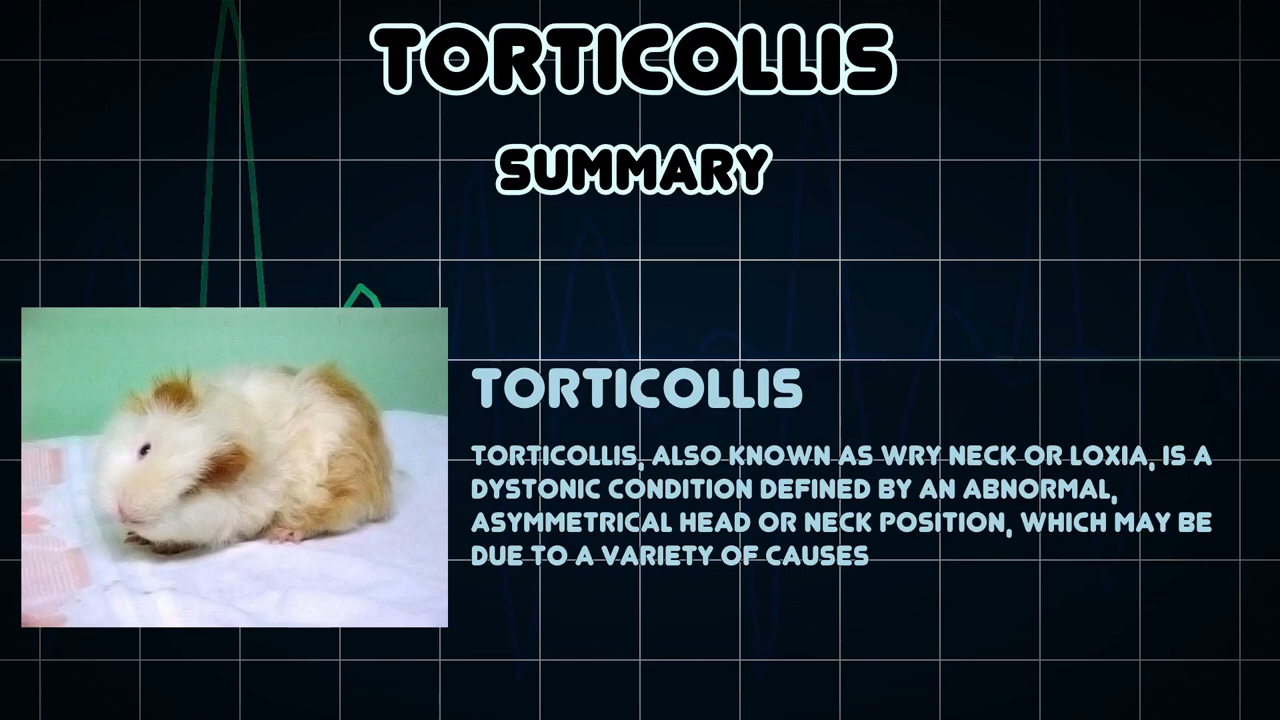 TORTICOLLIS
SUMMARY
TORTICOLLIS
TORTICOLLIS, ALSO KNOWN AS WRY NECK OR LOXIA, IS A
DYSTONIC CONDITION DEFINED BY AN ABNORMAL,
ASYMMETRICAL HEAD OR NECK POSITION, WHICH MAY BE
DUE TO A VARIETY OF CAUSES